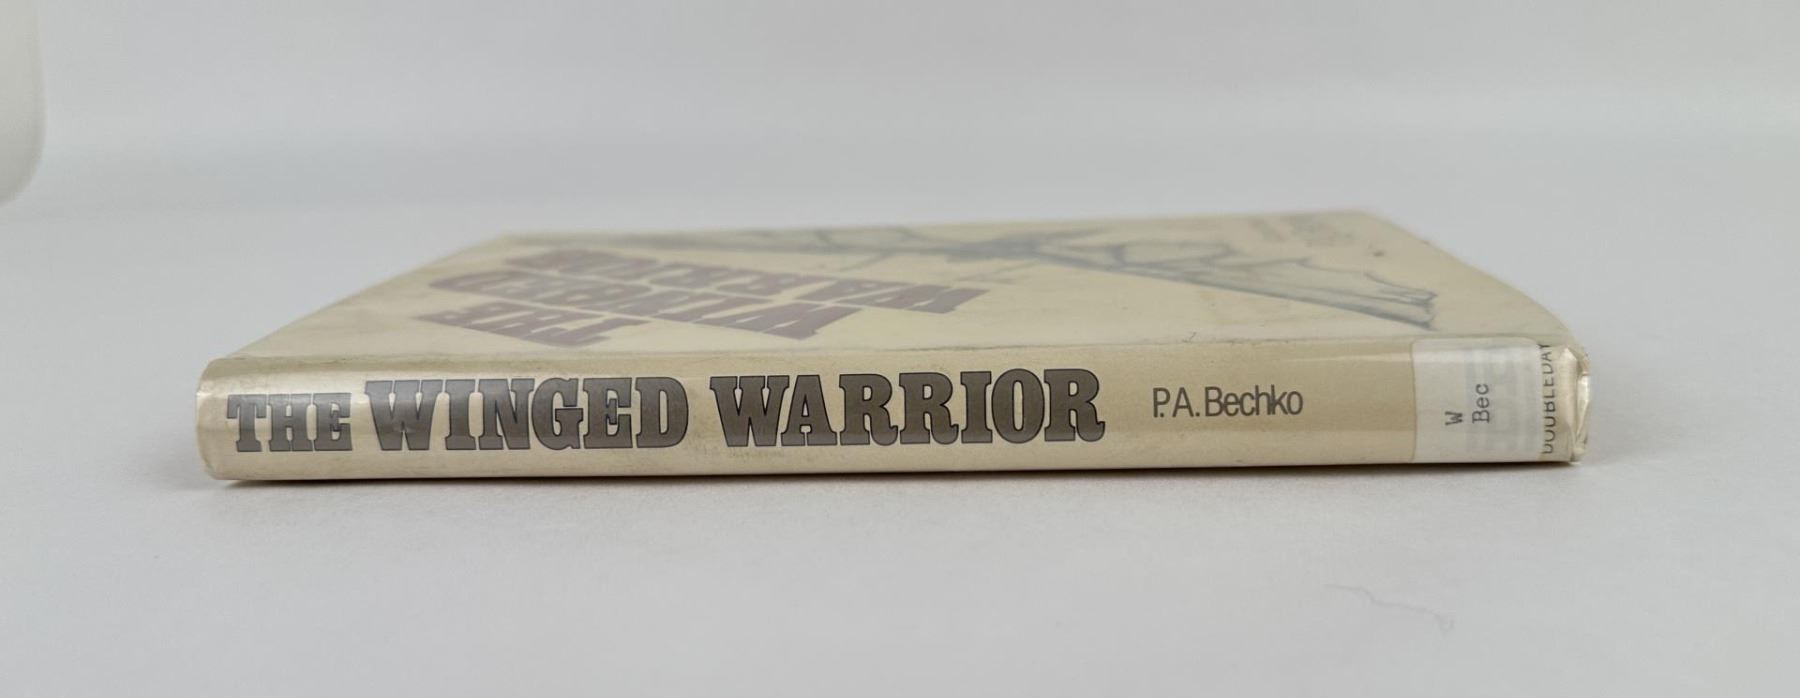 THE WINGED WARRIOR P.A. Bechko
W
Bec
DOUBLEDAY
THE
WINGED
WARRIOR